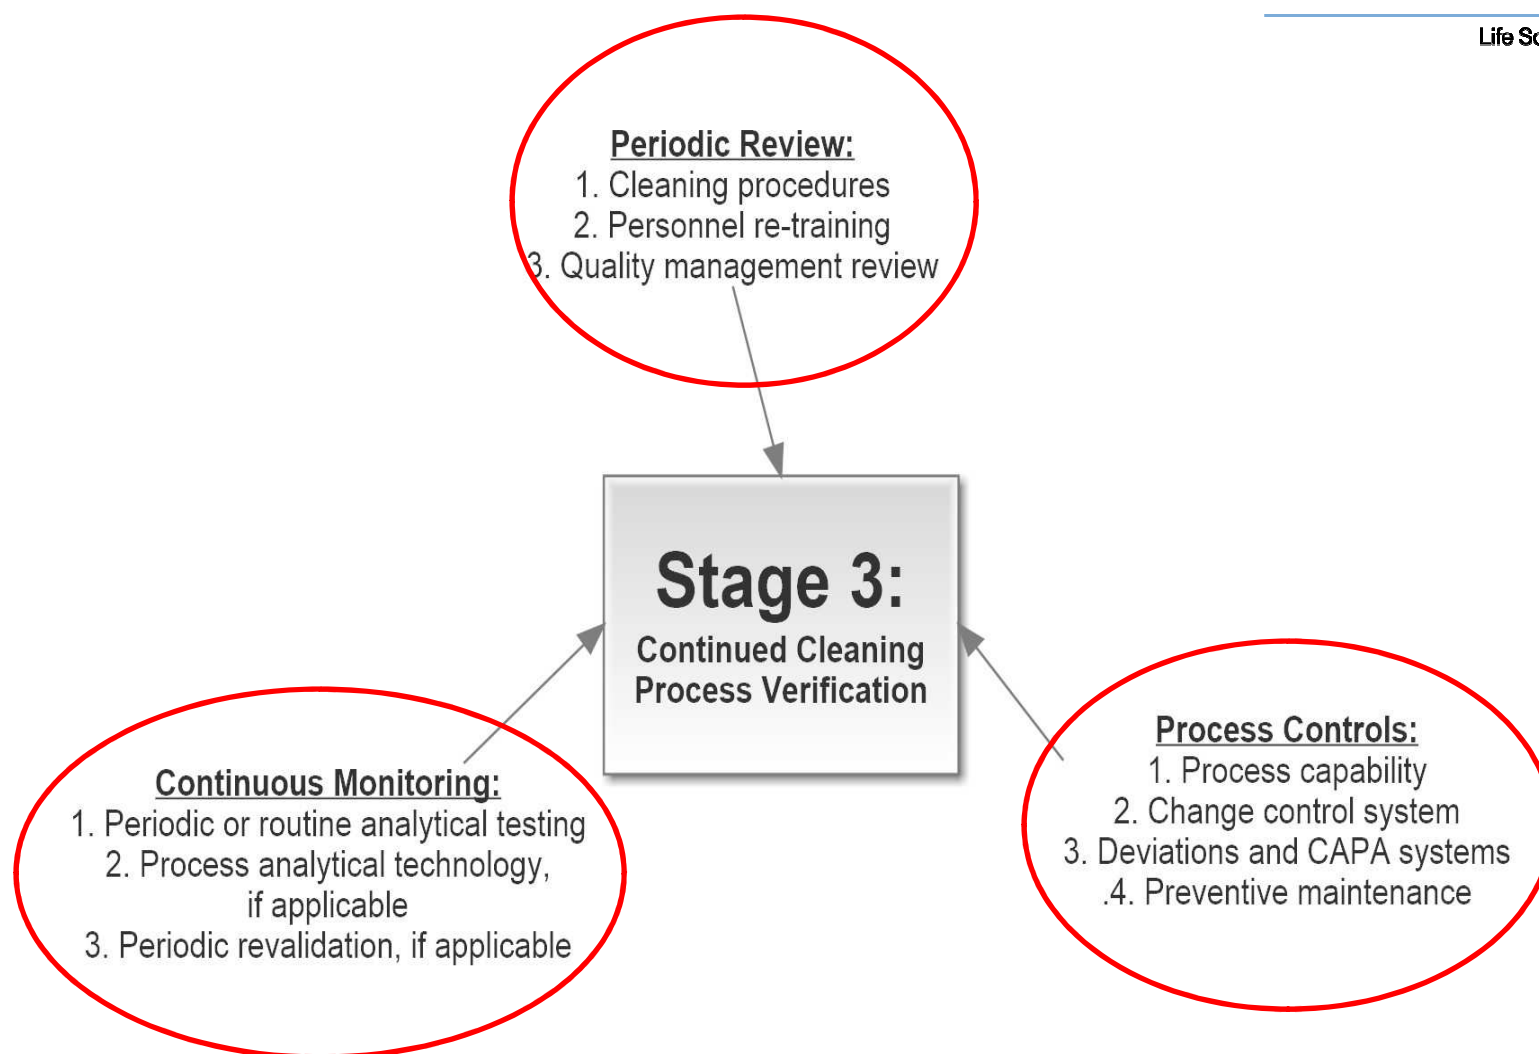 Life Sc
Periodic Review:
1. Cleaning procedures
2. Personnel re-training
3. Quality management review
Stage 3:
Continued Cleaning
Process Verification
Continuous Monitoring:
1. Periodic or routine analytical testing
2. Process analytical technology,
if applicable
3. Periodic revalidation, if applicable
Process Controls:
1. Process capability
2. Change control system
3. Deviations and CAPA systems
.4. Preventive maintenance